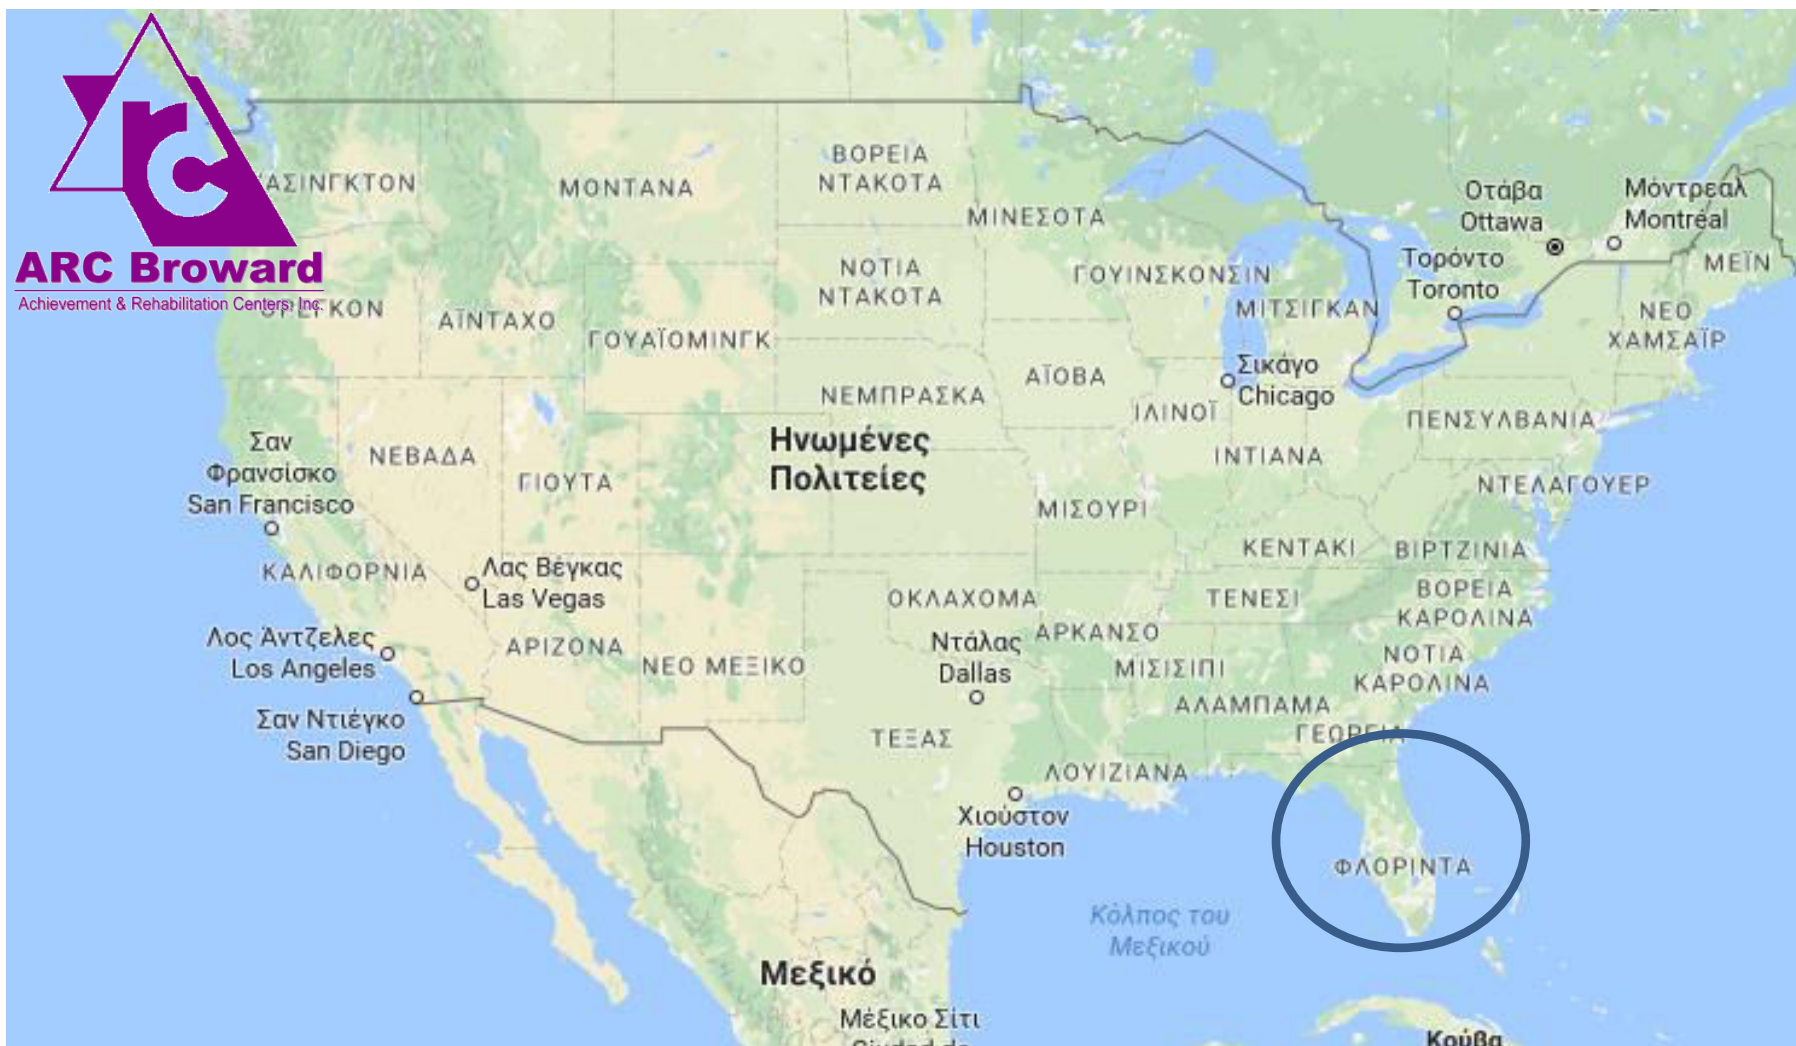 ARC Broward
Achievement & Rehabilitation Centers, Inc.
ΜΟΝΤΑΝΑ
ΒΟΡΕΙΑ
ΝΤΑΚΟΤΑ
ΜΙΝΕΣΟΤΑ
Οτάβα
Ottawa
Μόντρεαλ
Montréal
ΝΟΤΙΑ
ΝΤΑΚΟΤΑ
ΓΟΥΙΝΣΚΟΝΣΙΝ
Τορόντο
Toronto
ΜΕΪΝ
ΑΪΝΤΑΧΟ
ΓΟΥΑΪΟΜΙΝΓΚ
ΜΙΤΣΙΓΚΑΝ
ΝΕΟ
ΧΑΜΣΑΪΡ
ΝΕΜΠΡΑΣΚΑ
ΑΪΟΒΑ
Σικάγο
Chicago
ΙΛΙΝΟΪ
ΠΕΝΣΥΛΒΑΝΙΑ
Σαν
Φρανσίσκο
San Francisco
ΝΕΒΑΔΑ
ΓΙΟΥΤΑ
Ηνωμένες
Πολιτείες
ΙΝΤΙΑΝΑ
ΝΤΕΛΑΓΟΥΕΡ
ΜΙΣΟΥΡΙ
ΚΕΝΤΑΚΙ
ΒΙΡΤΖΙΝΙΑ
ΚΑΛΙΦΟΡΝΙΑ
Λας Βέγκας
Las Vegas
ΟΚΛΑΧΟΜΑ
ΤΕΝΕΣΙ
ΒΟΡΕΙΑ
ΚΑΡΟΛΙΝΑ
Λος Άντζελες
Los Angeles
ΑΡΙΖΟΝΑ
ΝΕΟ ΜΕΞΙΚΟ
Ντάλας
Dallas
ΑΡΚΑΝΣΟ
ΜΙΣΙΣΙΠΙ
ΝΟΤΙΑ
ΚΑΡΟΛΙΝΑ
Σαν Ντιέγκο
San Diego
ΤΕΞΑΣ
ΑΛΑΜΠΑΜΑ
ΓΕΩΡΓΙΑ
ΛΟΥΙΖΙΑΝΑ
Χιούστον
Houston
ΦΛΟΡΙΝΤΑ
Κόλπος του
Μεξικού
Μεξικό
Μέξικο Σίτι
Κούβα